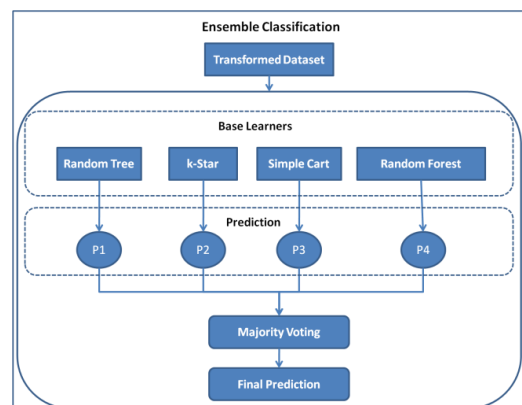 Ensemble Classification
Transformed Dataset
Base Learners
Random Tree
k-Star
Simple Cart
Random Forest
Prediction
P1
P2
P3
P4
Majority Voting
Final Prediction